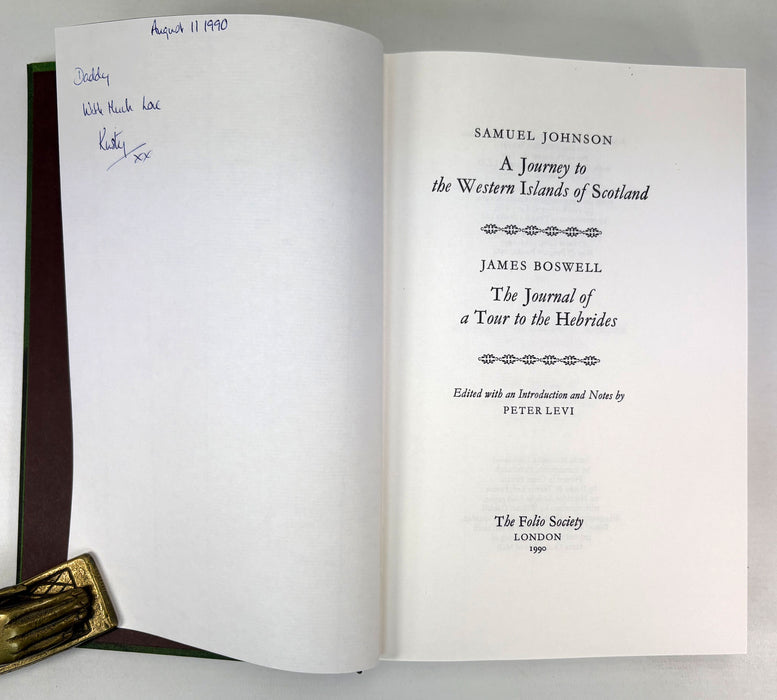 August 11 1990
Daddy
With Much Love
Kirsty
xx
SAMUEL JOHNSON
A Journey to
the Western Islands of Scotland
JAMES BOSWELL
The Journal of
a Tour to the Hebrides
Edited with an Introduction and Notes by
PETER LEVI
The Folio Society
LONDON
1990